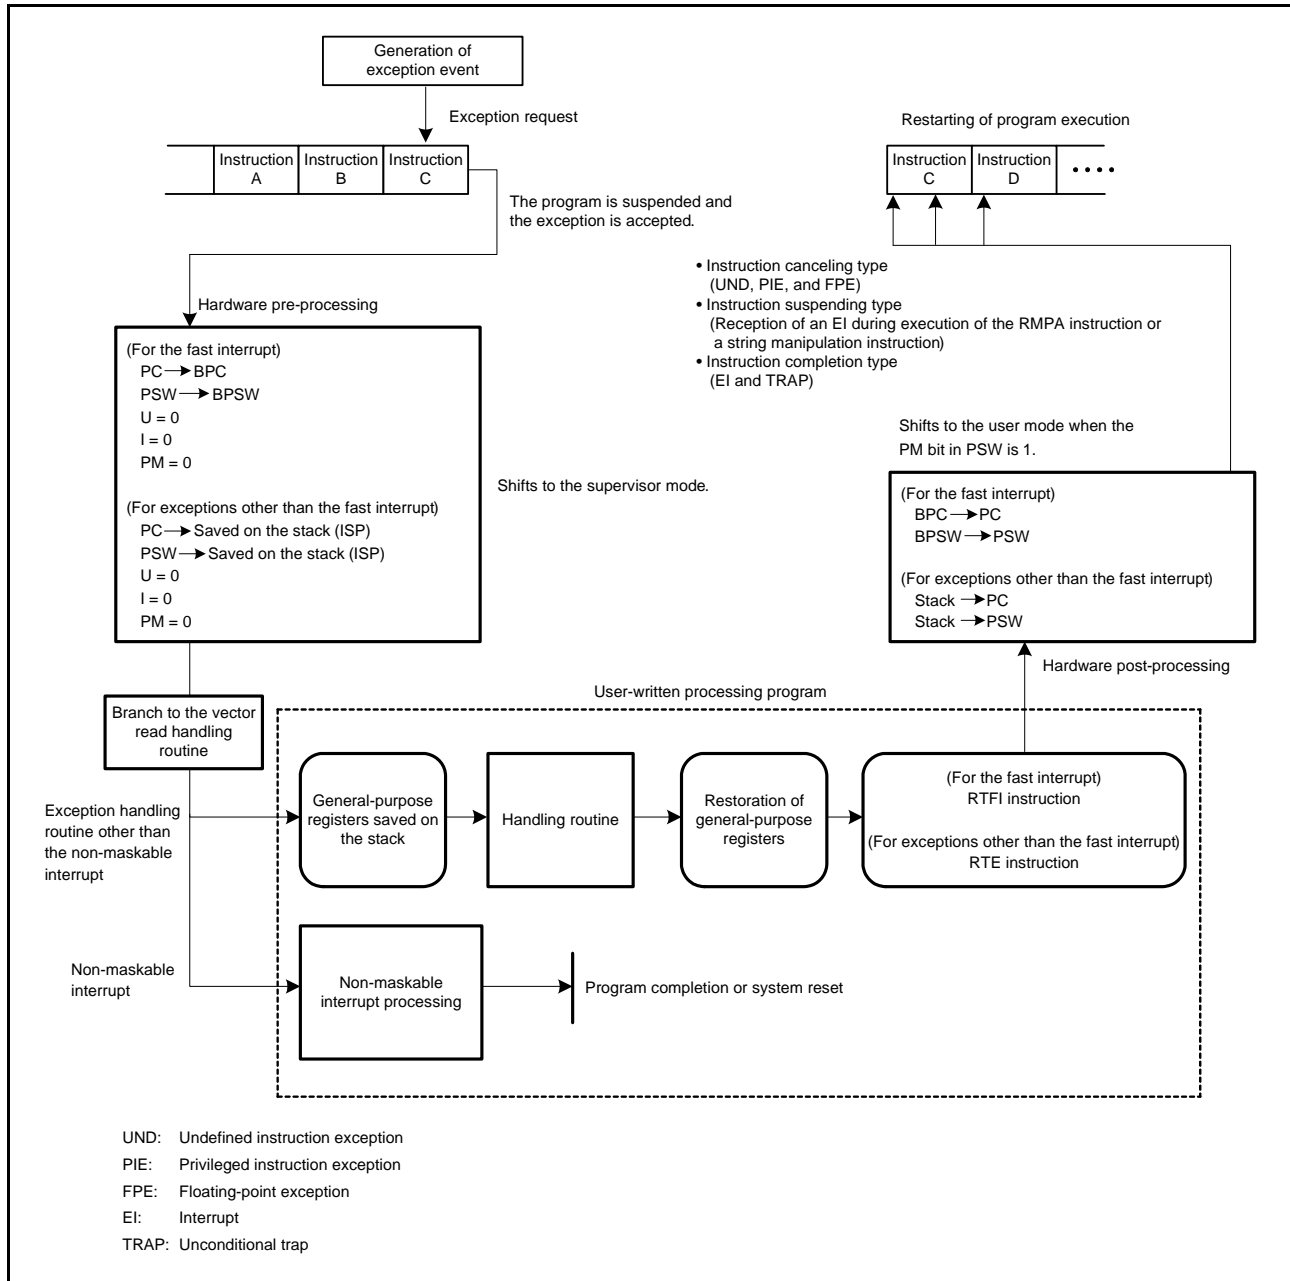 Generation of
exception event
Exception request
Instruction
A
Instruction
B
Instruction
C
The program is suspended and
the exception is accepted.
Restarting of program execution
Instruction
C
Instruction
D
• • • •
• Instruction canceling type
(UND, PIE, and FPE)
• Instruction suspending type
(Reception of an EI during execution of the RMPA instruction or
a string manipulation instruction)
• Instruction completion type
(EI and TRAP)
Hardware pre-processing
(For the fast interrupt)
PC → BPC
PSW → BPSW
U = 0
I = 0
PM = 0
(For exceptions other than the fast interrupt)
PC → Saved on the stack (ISP)
PSW → Saved on the stack (ISP)
U = 0
I = 0
PM = 0
Shifts to the supervisor mode.
Shifts to the user mode when the
PM bit in PSW is 1.
(For the fast interrupt)
BPC → PC
BPSW → PSW
(For exceptions other than the fast interrupt)
Stack → PC
Stack → PSW
Hardware post-processing
User-written processing program
Branch to the vector
read handling
routine
Exception handling
routine other than
the non-maskable
interrupt
General-purpose
registers saved on
the stack
Handling routine
Restoration of
general-purpose
registers
(For the fast interrupt)
RTFI instruction
(For exceptions other than the fast interrupt)
RTE instruction
Non-maskable
interrupt
Non-maskable
interrupt processing
Program completion or system reset
UND: Undefined instruction exception
PIE: Privileged instruction exception
FPE: Floating-point exception
EI: Interrupt
TRAP: Unconditional trap